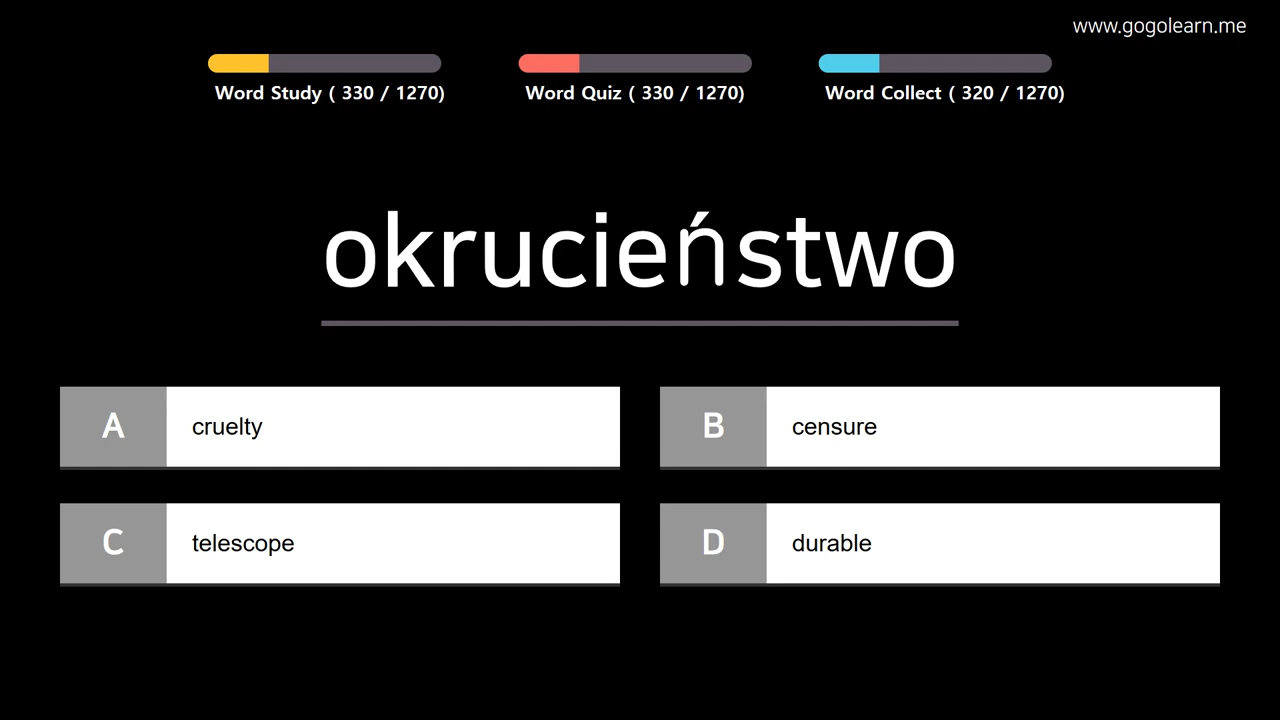 www.gogolearn.me
Word Study ( 330 / 1270)
Word Quiz ( 330 / 1270)
Word Collect ( 320 / 1270)
okrucieństwo
A cruelty
B censure
C telescope
D durable